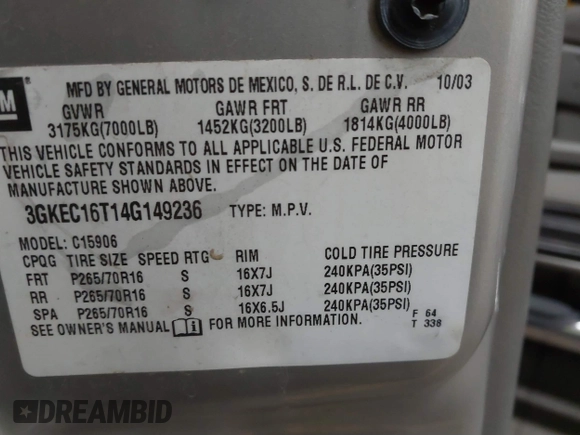 GM
MFD BY GENERAL MOTORS DE MEXICO, S. DE R.L. DE C.V. 10/03
GVWR GAWR FRT GAWR RR
3175KG(7000LB) 1452KG(3200LB) 1814KG(4000LB)
THIS VEHICLE CONFORMS TO ALL APPLICABLE U.S. FEDERAL MOTOR
VEHICLE SAFETY STANDARDS IN EFFECT ON THE DATE OF
MANUFACTURE SHOWN ABOVE.
3GKEC16T14G149236 TYPE: M.P.V.
MODEL: C15906
CPQG TIRE SIZE SPEED RTG RIM COLD TIRE PRESSURE
FRT P265/70R16 S 16X7J 240KPA(35PSI)
RR P265/70R16 S 16X7J 240KPA(35PSI)
SPA P265/70R16 S 16X6.5J 240KPA(35PSI)
SEE OWNER'S MANUAL i FOR MORE INFORMATION.
F 64
T 338
DREAMBID